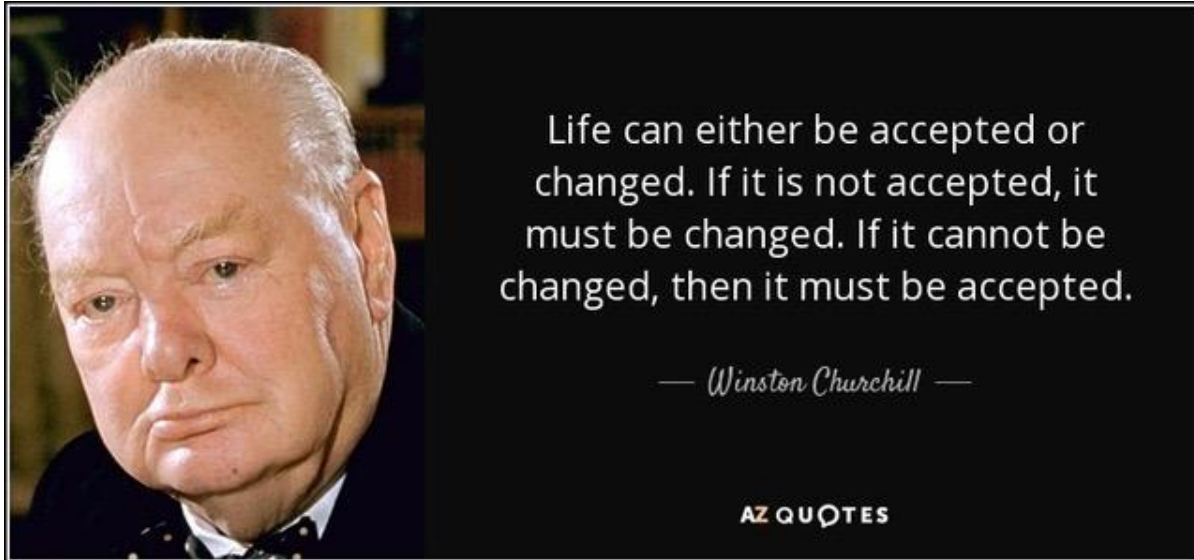 Life can either be accepted or
changed. If it is not accepted, it
must be changed. If it cannot be
changed, then it must be accepted.
— Winston Churchill —
AZ QUOTES